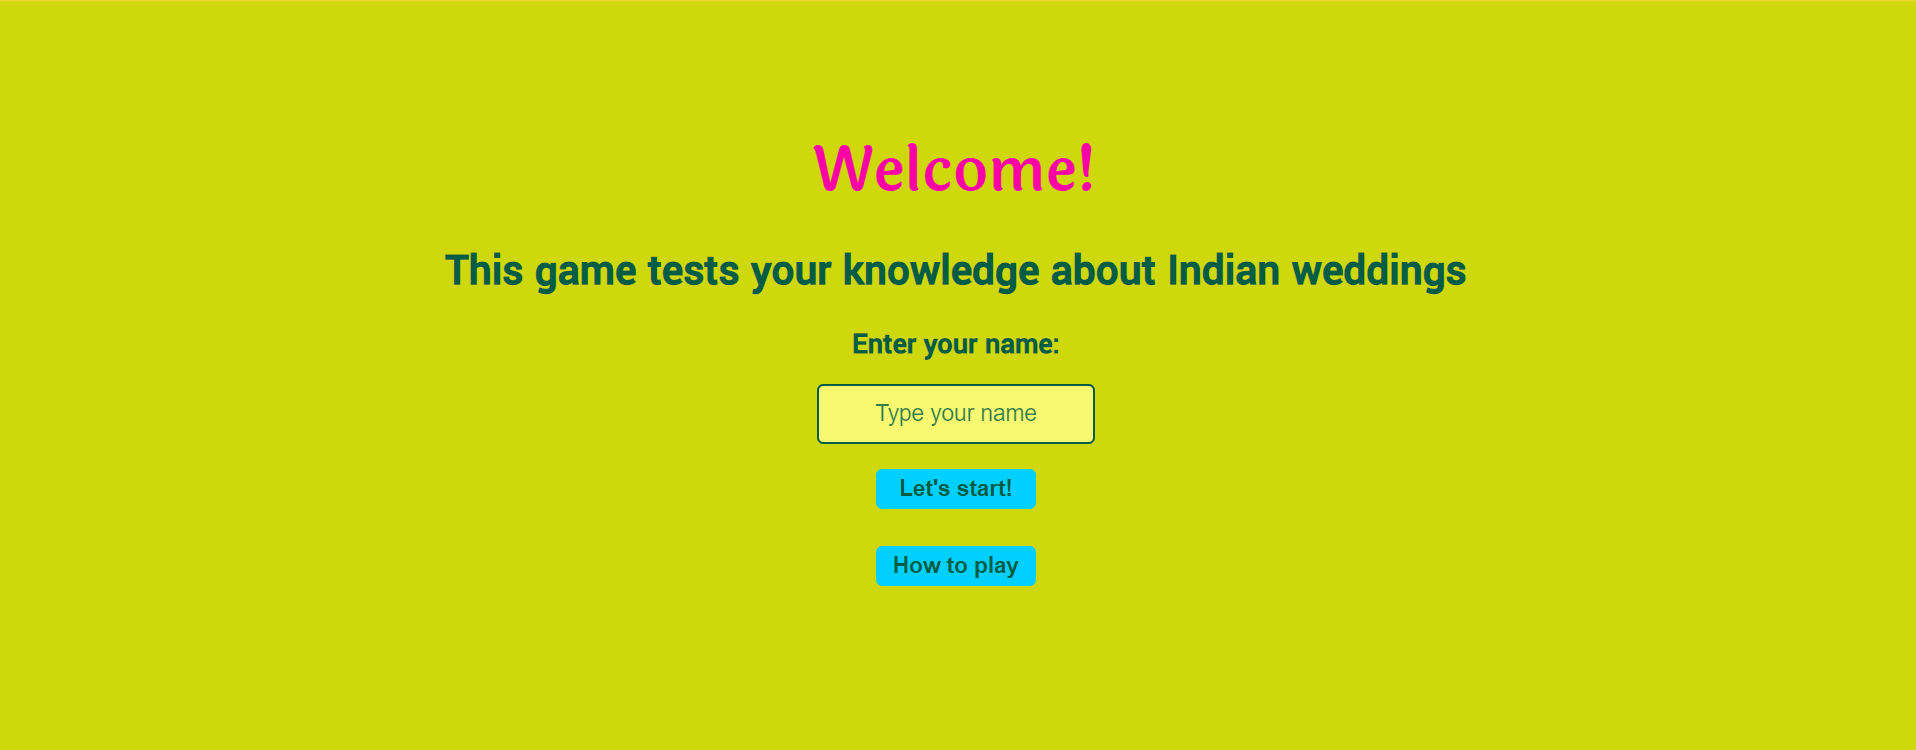 Welcome!
This game tests your knowledge about Indian weddings
Enter your name:
Type your name
Let's start!
How to play